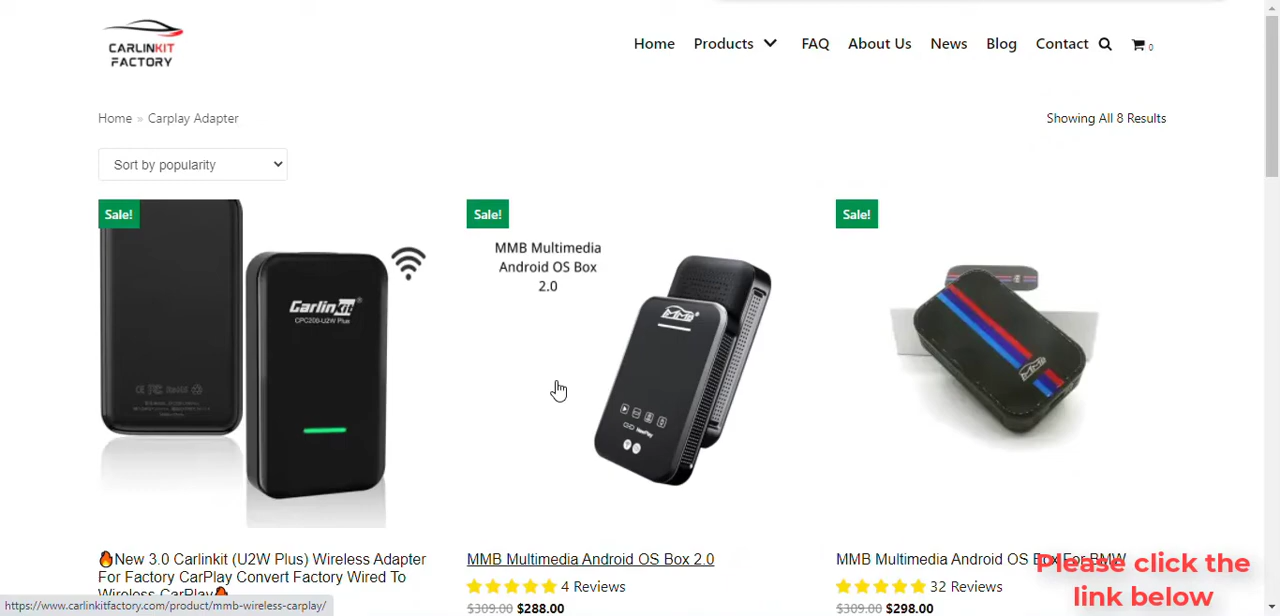 CARLINKIT
FACTORY
Home Products FAQ About Us News Blog Contact 0
Home » Carplay Adapter
Showing All 8 Results
Sort by popularity
Sale!
Sale!
Sale!
MMB Multimedia
Android OS Box
2.0
Carlinkit®
CPC200-U2W Plus
🔥New 3.0 Carlinkit (U2W Plus) Wireless Adapter
For Factory CarPlay Convert Factory Wired To
Wireless CarPlay🔥
MMB Multimedia Android OS Box 2.0
4 Reviews
$309.00 $288.00
MMB Multimedia Android OS Box For BMW
32 Reviews
$309.00 $298.00
Please click the
link below
https://www.carlinkitfactory.com/product/mmb-wireless-carplay/